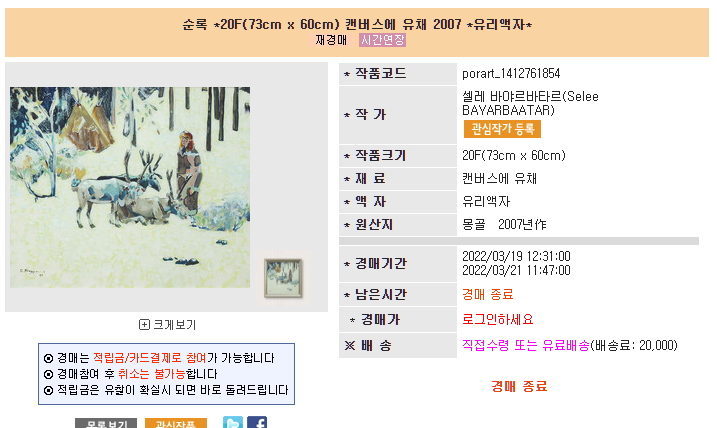 순록 *20F(73cm x 60cm) 캔버스에 유채 2007 *유리액자*
재경매 시간연장
* 작품코드 porart_1412761854
* 작 가 셀레 바야르바타르(Selee
BAYARBAATAR)
관심작가 등록
* 작품크기 20F(73cm x 60cm)
* 재 료 캔버스에 유채
* 액 자 유리액자
* 원산지 몽골 2007년作
* 경매기간 2022/03/19 12:31:00
2022/03/21 11:47:00
* 남은시간 경매 종료
* 경매가 로그인하세요
※ 배 송 직접수령 또는 유료배송(배송료: 20,000)
경매 종료
크게보기
경매는 적립금/카드결제로 참여가 가능합니다
경매참여 후 취소는 불가능합니다
적립금은 유찰이 확실시 되면 바로 돌려드립니다
목록보기 관심작품